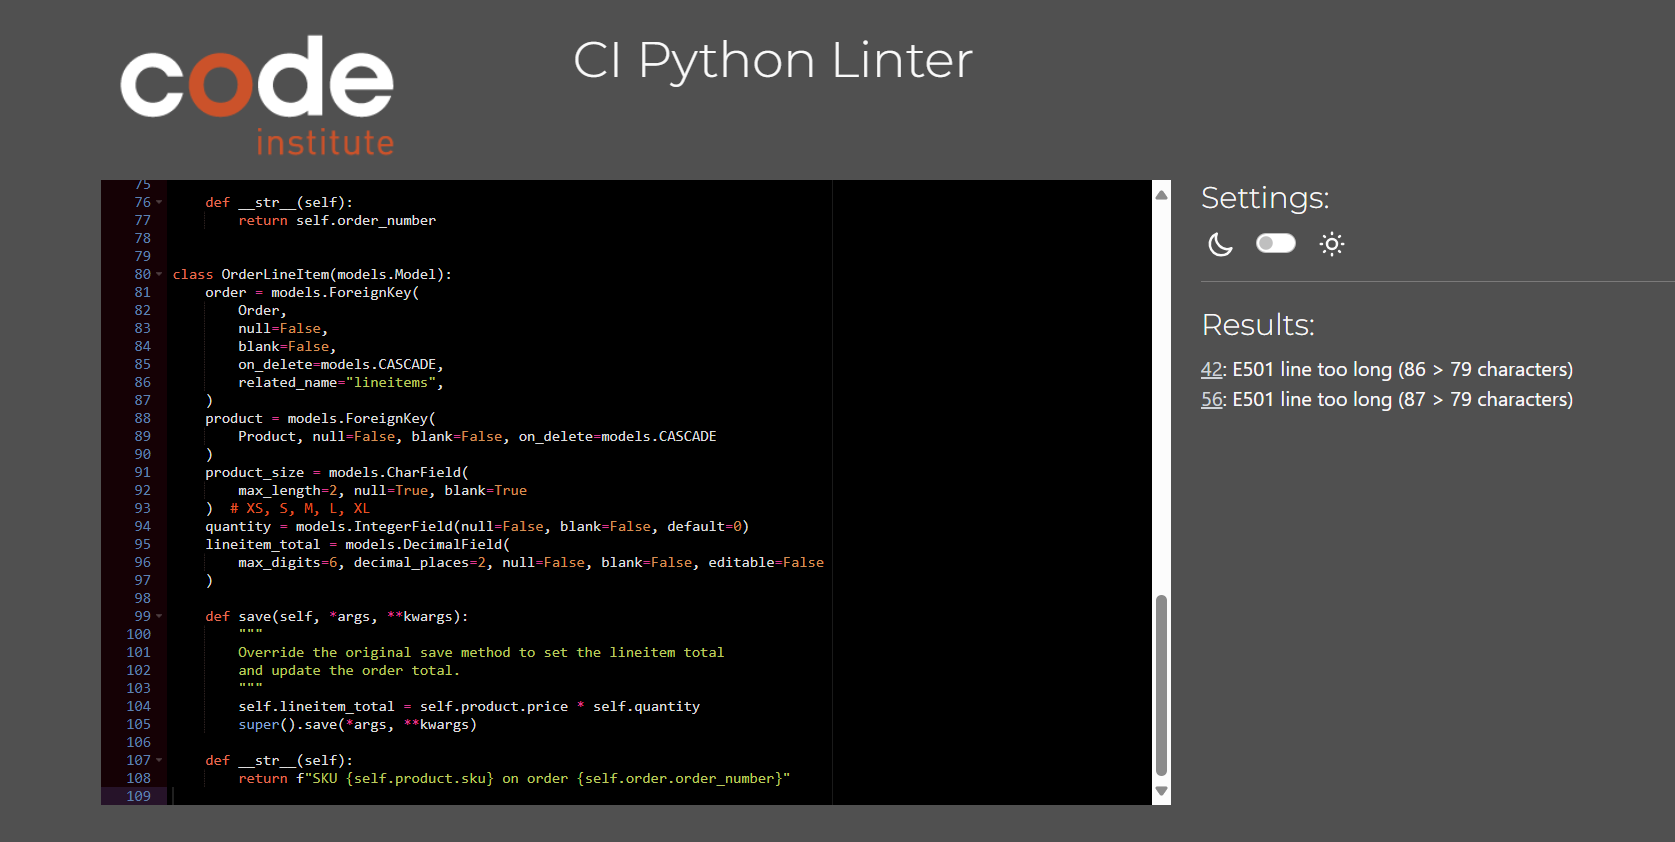 code
institute
CI Python Linter
75
76 def __str__(self):
77 return self.order_number
78
79
80 class OrderLineItem(models.Model):
81 order = models.ForeignKey(
82 Order,
83 null=False,
84 blank=False,
85 on_delete=models.CASCADE,
86 related_name="lineitems",
87 )
88 product = models.ForeignKey(
89 Product, null=False, blank=False, on_delete=models.CASCADE
90 )
91 product_size = models.CharField(
92 max_length=2, null=True, blank=True
93 )  # XS, S, M, L, XL
94 quantity = models.IntegerField(null=False, blank=False, default=0)
95 lineitem_total = models.DecimalField(
96 max_digits=6, decimal_places=2, null=False, blank=False, editable=False
97 )
98
99 def save(self, *args, **kwargs):
100 """
101 Override the original save method to set the lineitem total
102 and update the order total.
103 """
104 self.lineitem_total = self.product.price * self.quantity
105 super().save(*args, **kwargs)
106
107 def __str__(self):
108 return f"SKU {self.product.sku} on order {self.order.order_number}"
109
Settings:
Results:
42: E501 line too long (86 > 79 characters)
56: E501 line too long (87 > 79 characters)